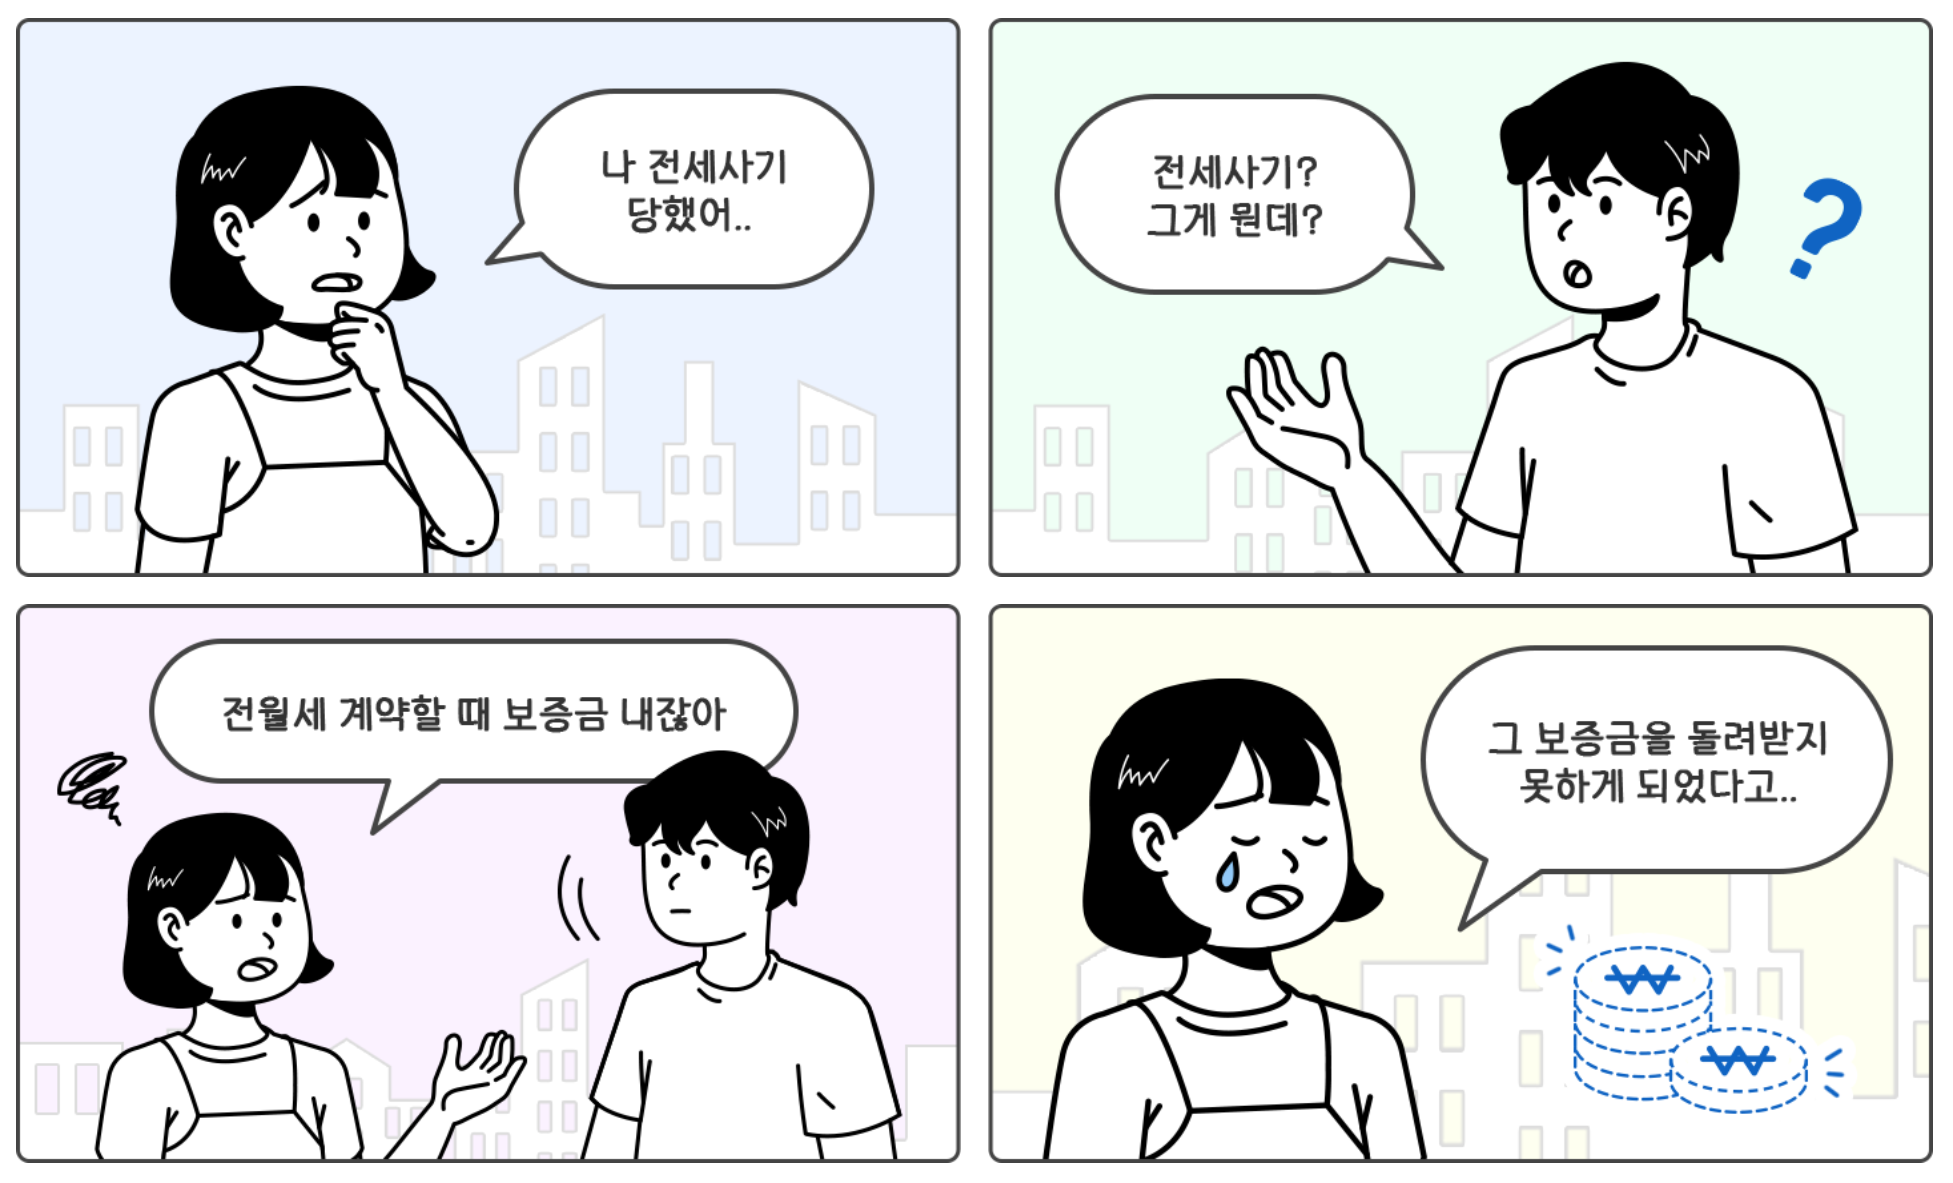 나 전세사기
당했어..
전세사기?
그게 뭔데?
?
전월세 계약할 때 보증금 내잖아
그 보증금을 돌려받지
못하게 되었다고..
₩
₩